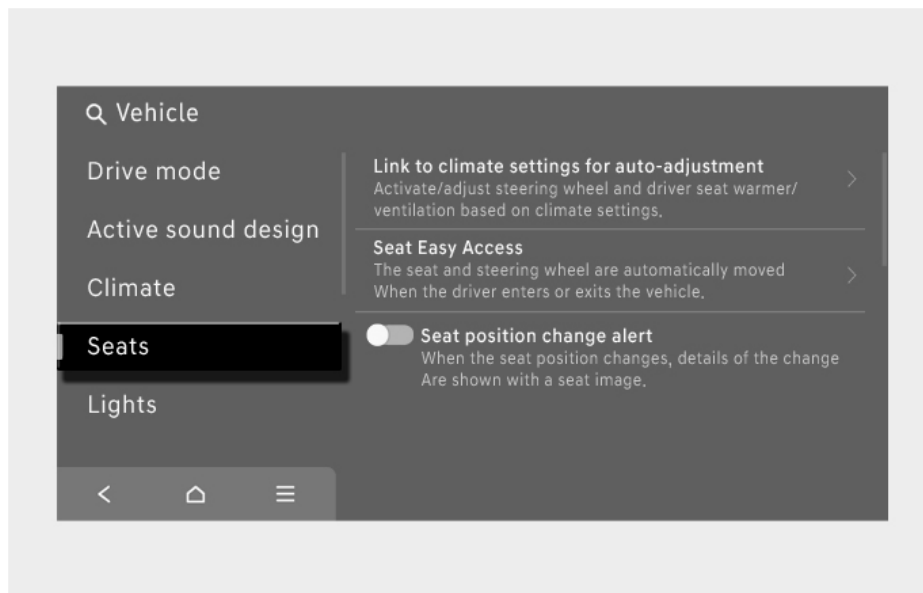 Vehicle
Drive mode
Active sound design
Climate
Seats
Lights
Link to climate settings for auto-adjustment
Activate/adjust steering wheel and driver seat warmer/
ventilation based on climate settings.
Seat Easy Access
The seat and steering wheel are automatically moved
When the driver enters or exits the vehicle.
Seat position change alert
When the seat position changes, details of the change
Are shown with a seat image.